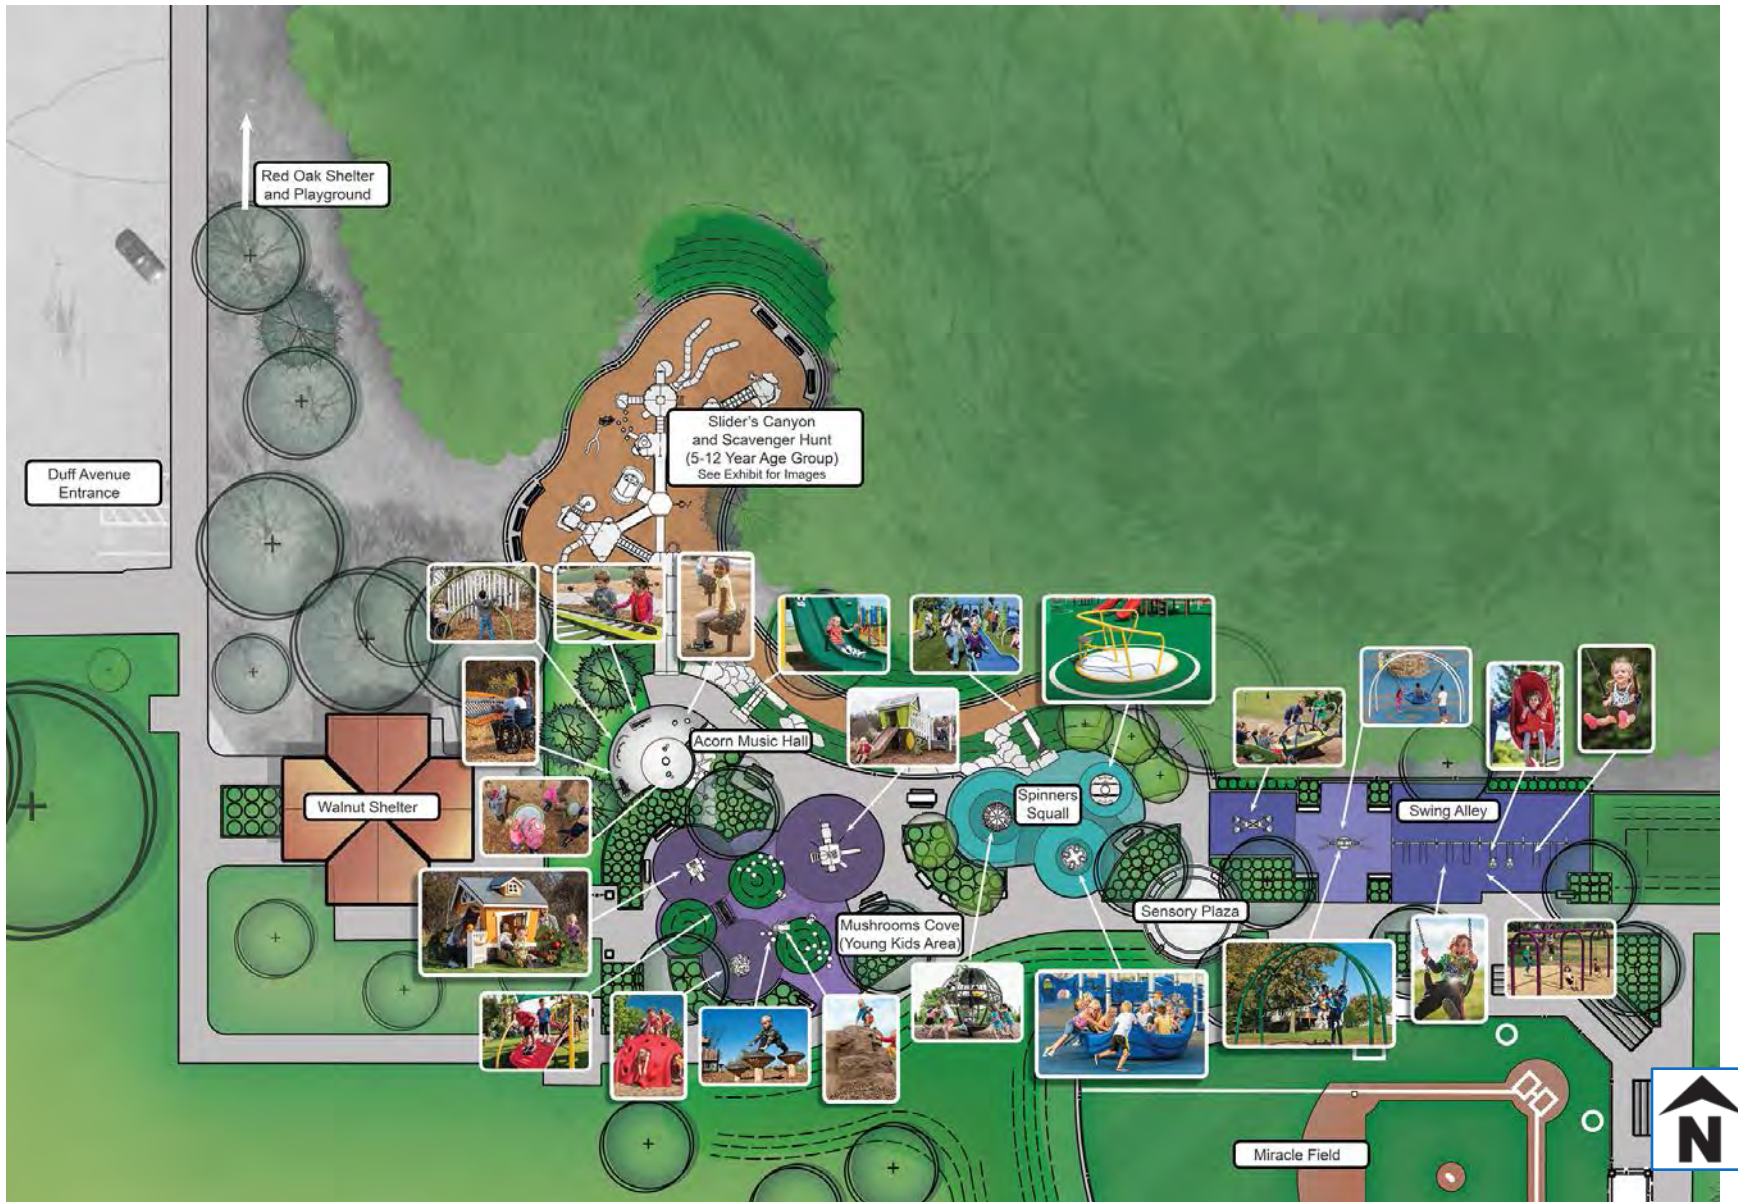 Red Oak Shelter
and Playground
Slider's Canyon
and Scavenger Hunt
(5-12 Year Age Group)
See Exhibit for Images
Duff Avenue
Entrance
Acorn Music Hall
Walnut Shelter
Spinners
Squall
Swing Alley
Mushrooms Cove
(Young Kids Area)
Sensory Plaza
Miracle Field
N